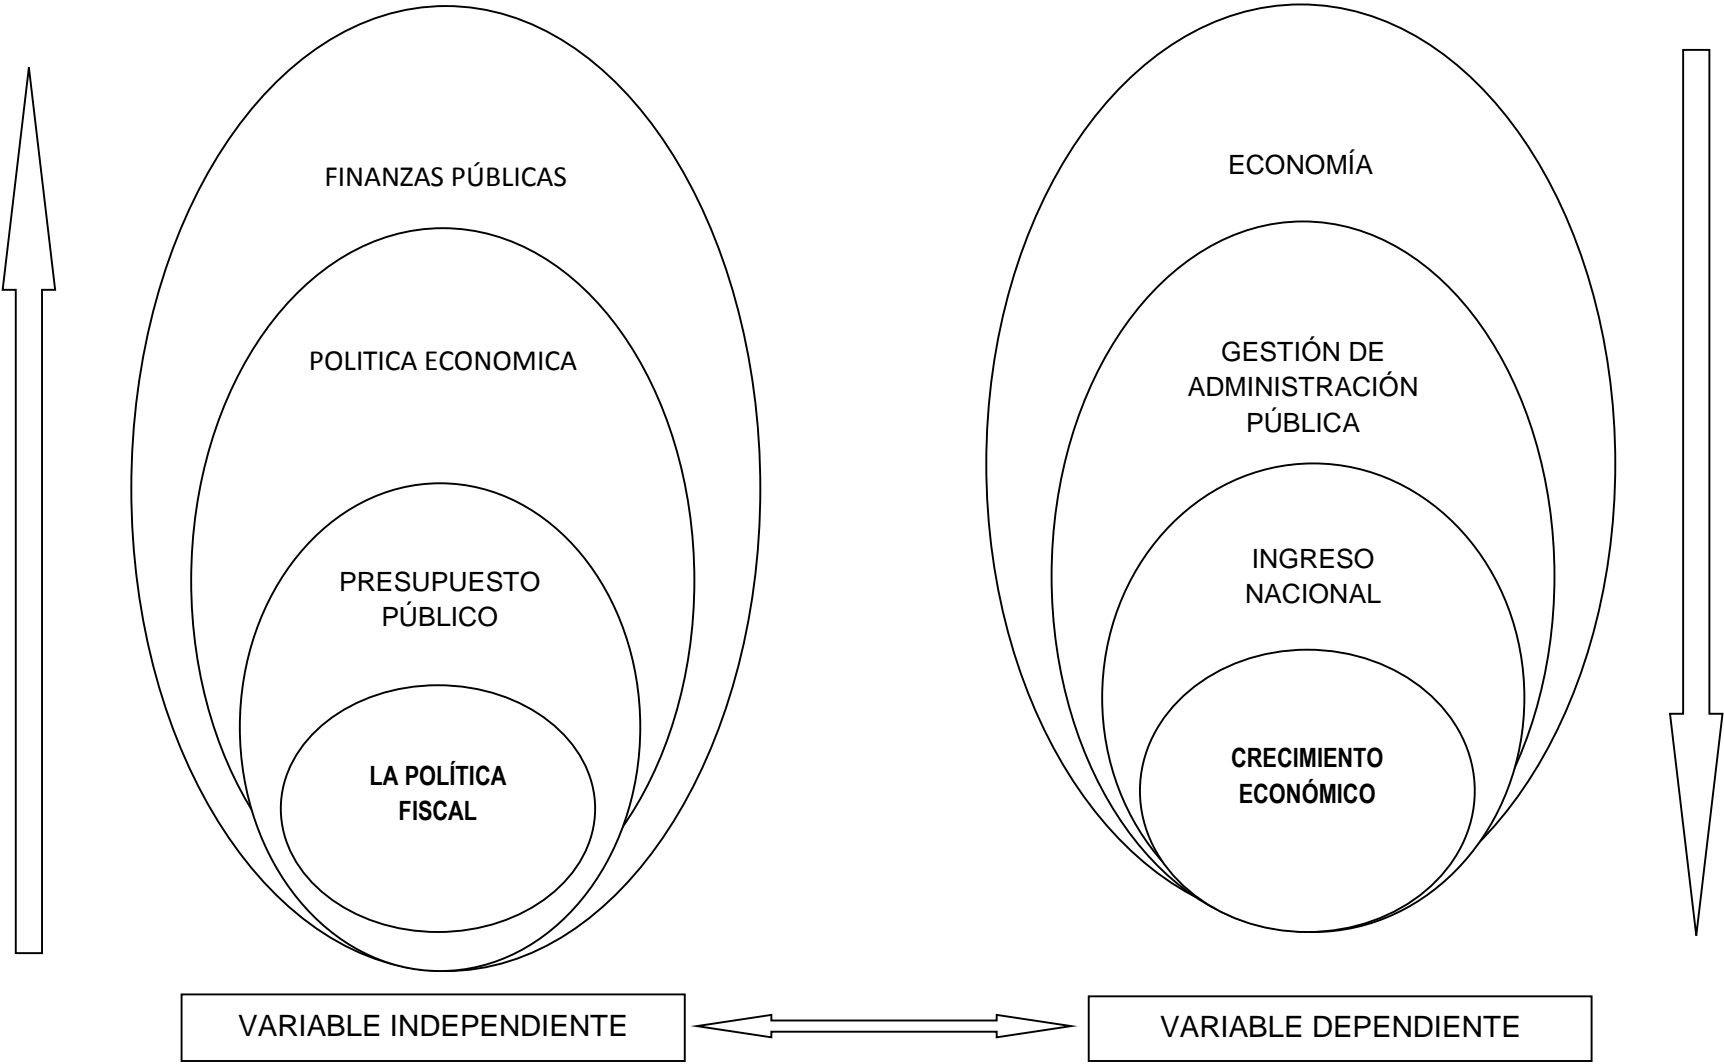 FINANZAS PÚBLICAS
POLITICA ECONOMICA
PRESUPUESTO
PÚBLICO
LA POLÍTICA
FISCAL
VARIABLE INDEPENDIENTE
ECONOMÍA
GESTIÓN DE
ADMINISTRACIÓN
PÚBLICA
INGRESO
NACIONAL
CRECIMIENTO
ECONÓMICO
VARIABLE DEPENDIENTE